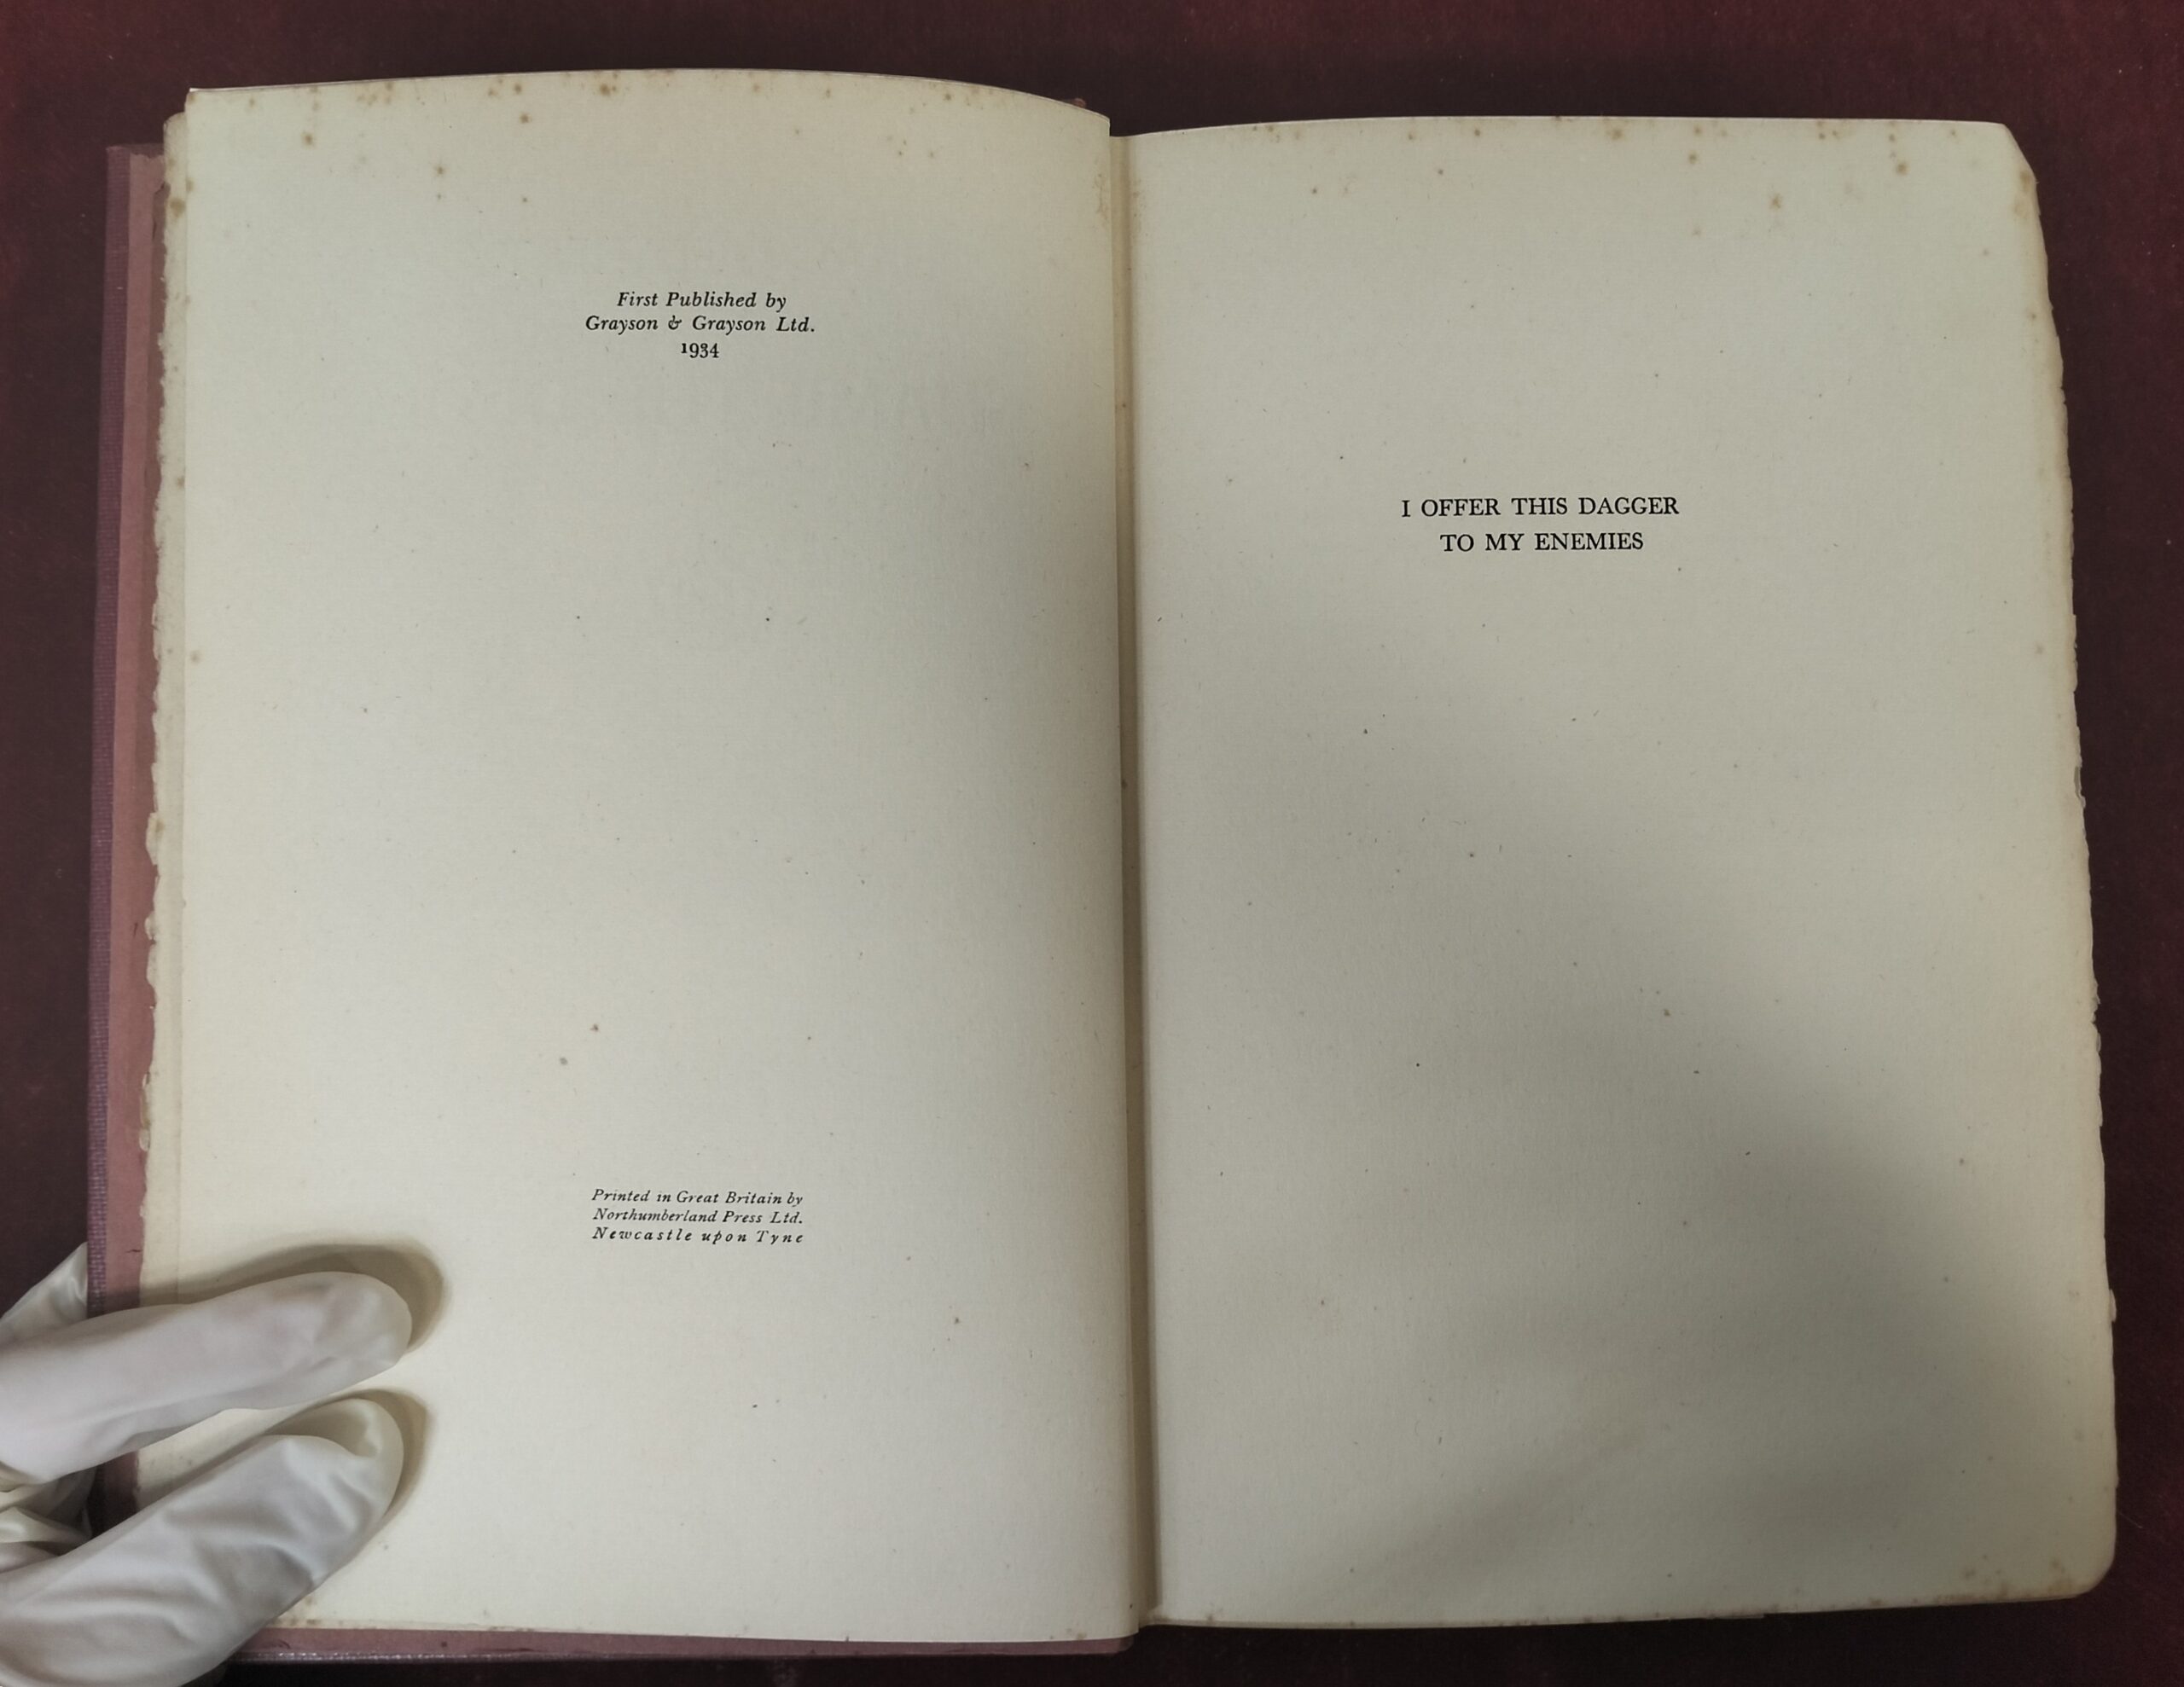 First Published by
Grayson & Grayson Ltd.
1934
Printed in Great Britain by
Northumberland Press Ltd.
Newcastle upon Tyne
I OFFER THIS DAGGER
TO MY ENEMIES